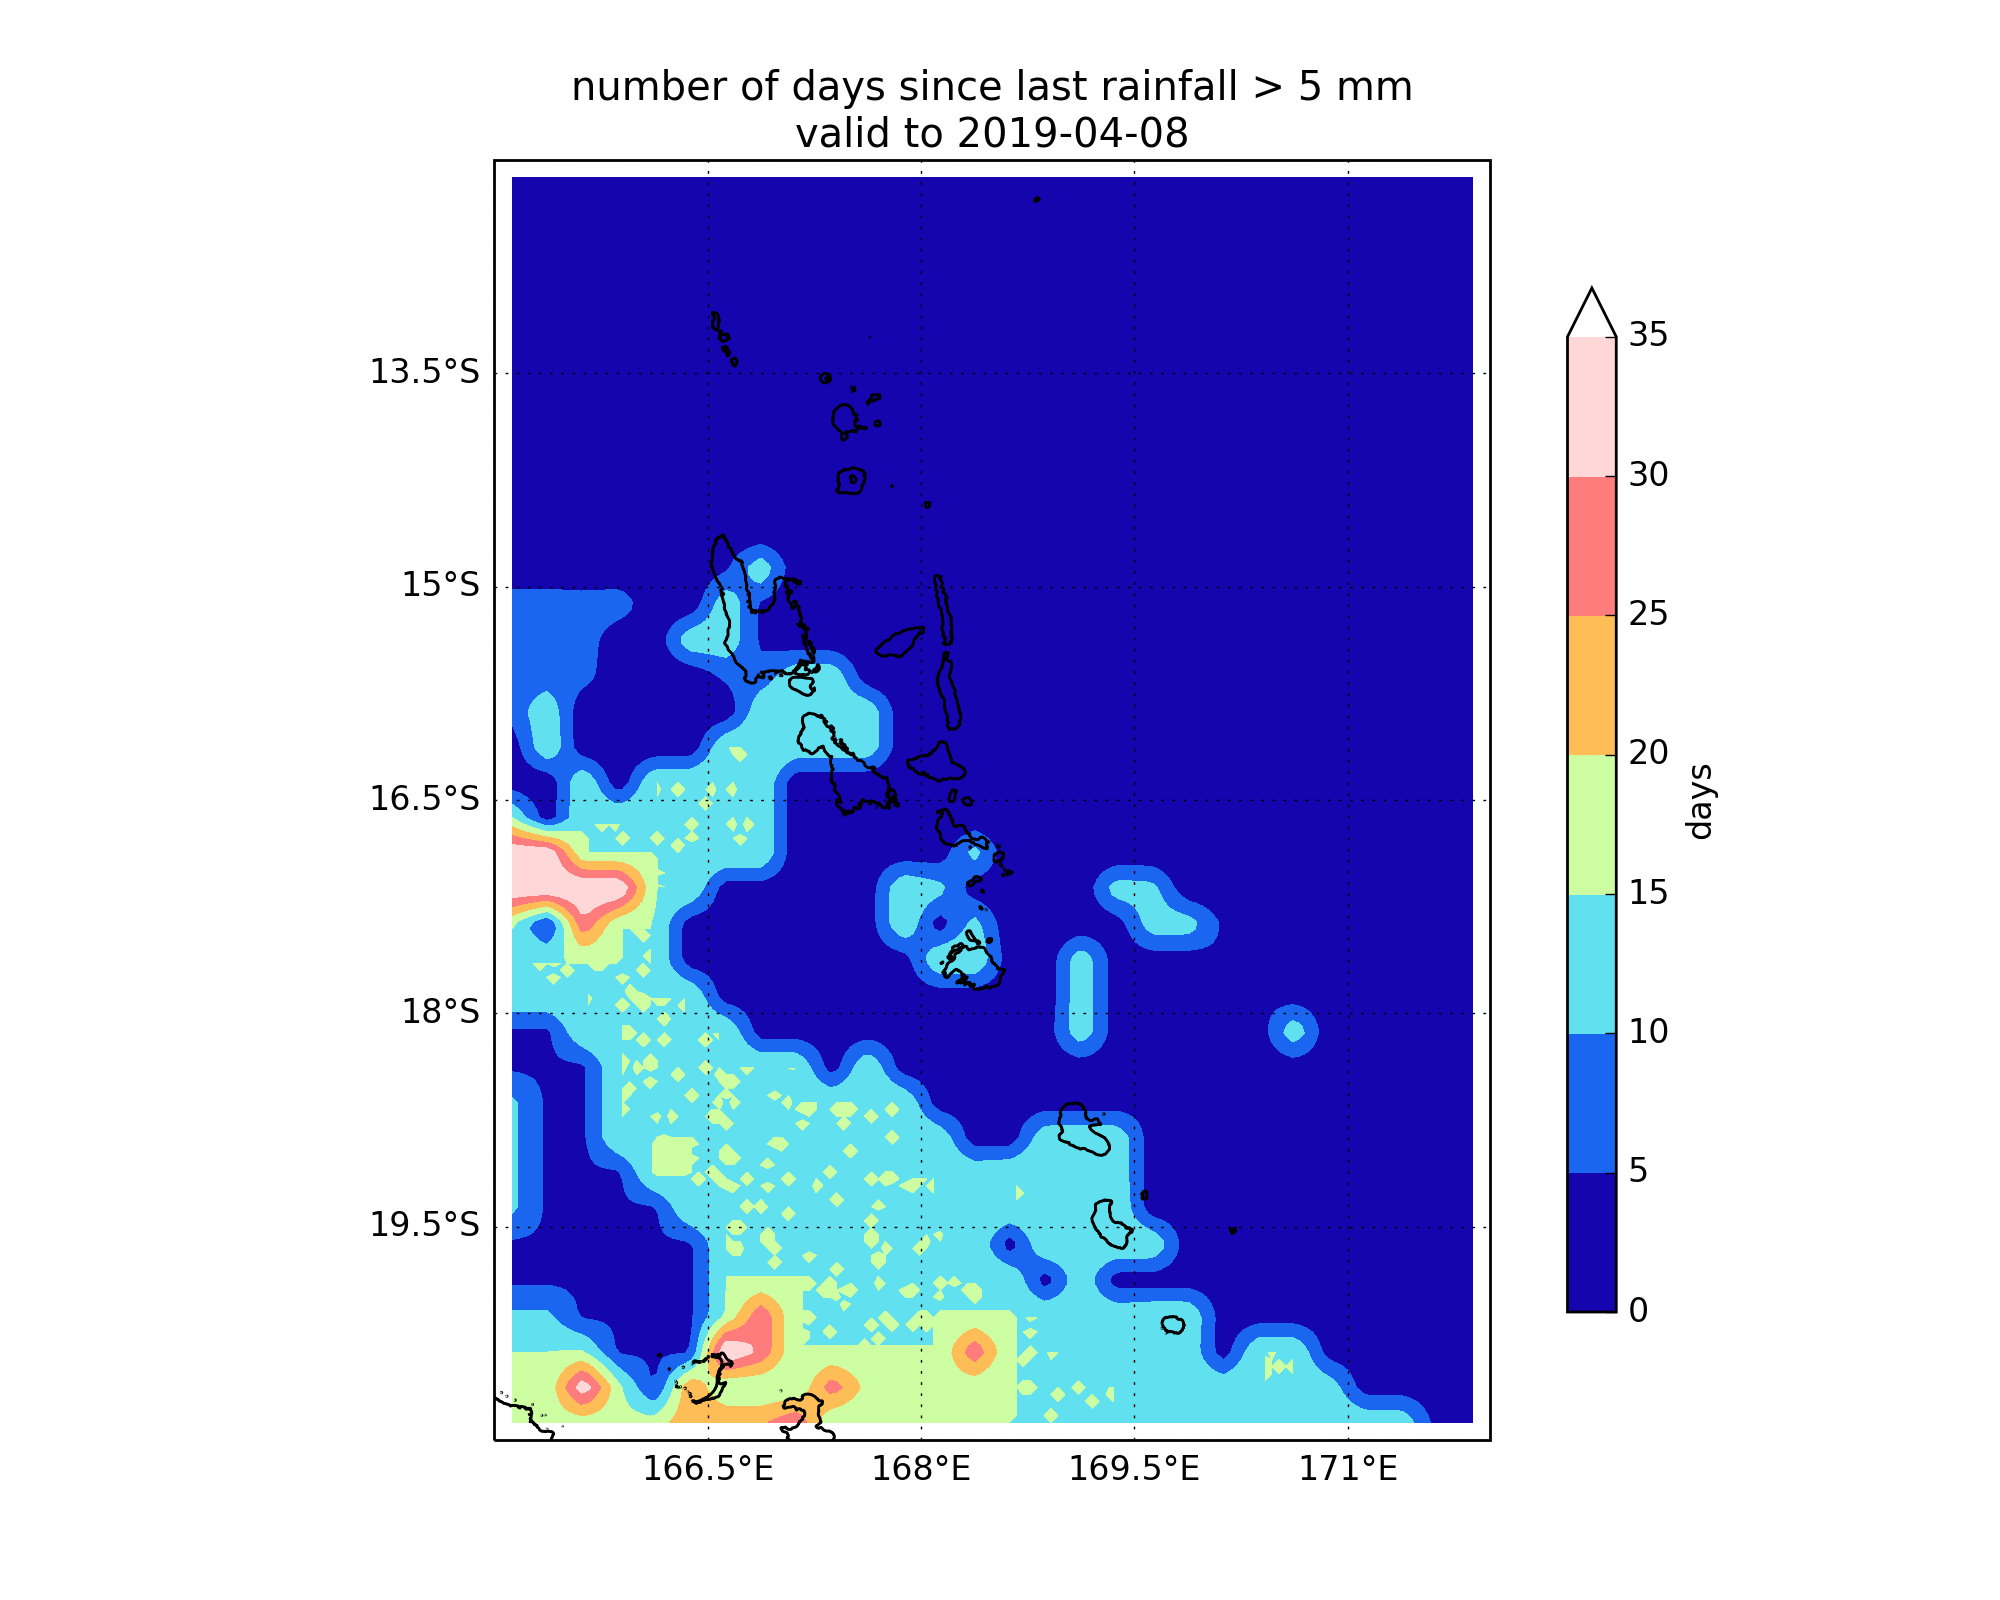 number of days since last rainfall > 5 mm
valid to 2019-04-08
13.5°S
15°S
16.5°S
18°S
19.5°S
166.5°E
168°E
169.5°E
171°E
35
30
25
20
15
10
5
0
days